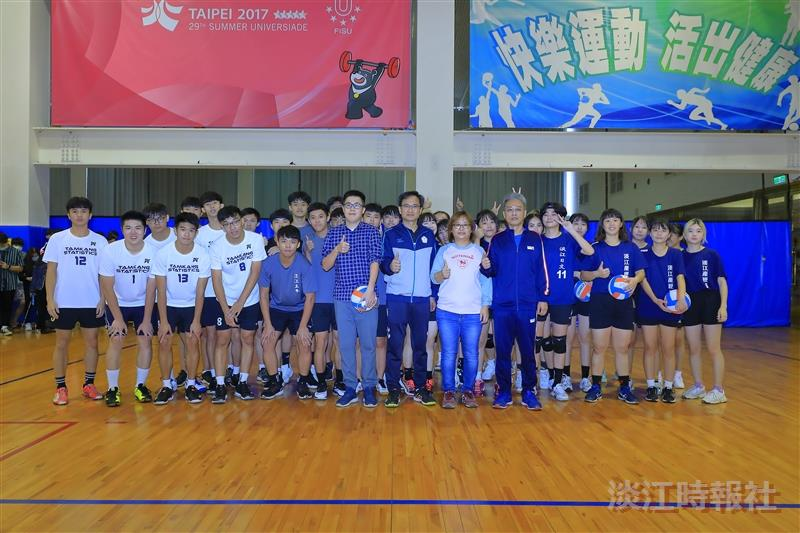 TAIPEI 2017
29TH SUMMER UNIVERSIADE
FISU
快樂運動 活出健康
TAMKANG
STATISTICS
12
TAMKANG
STATISTICS
1
TAMKANG
STATISTICS
13
8
11
淡江時報社